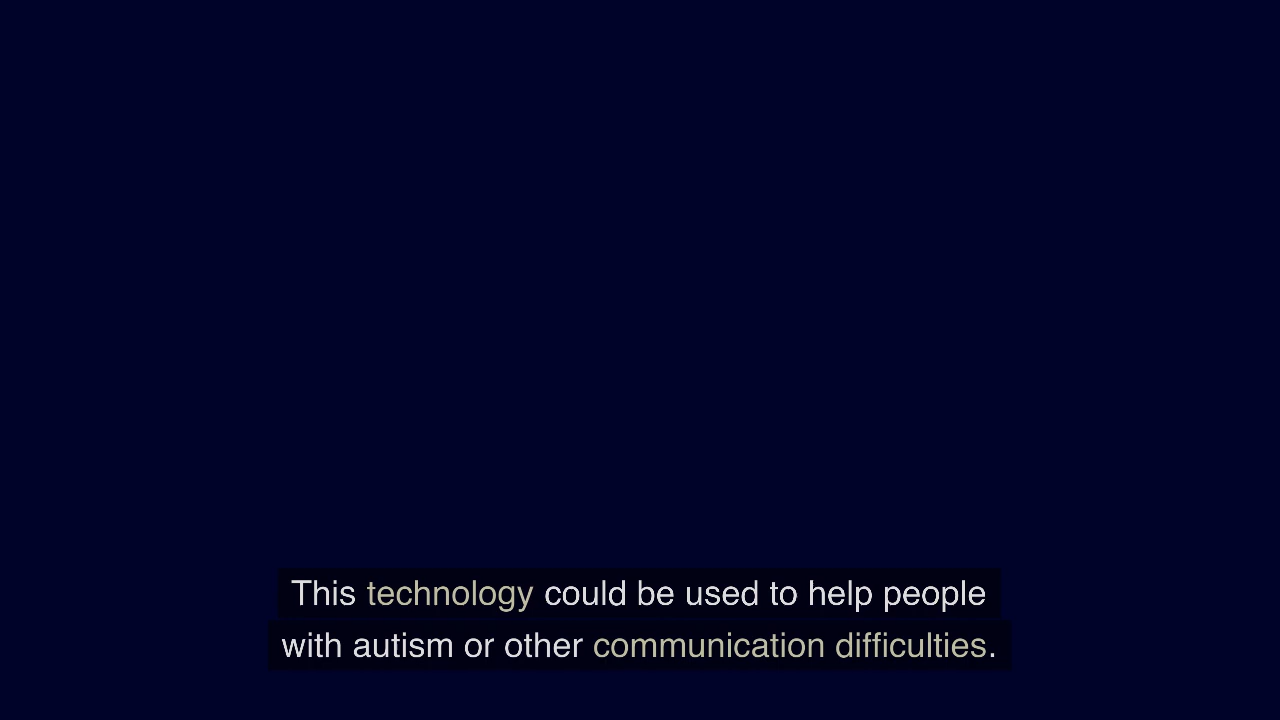 This technology could be used to help people
with autism or other communication difficulties.